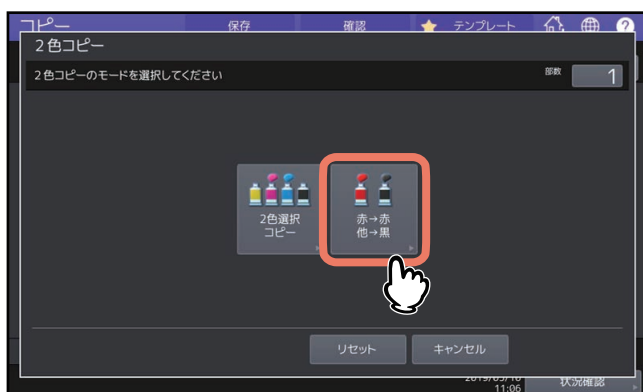 コピー 保存 確認 テンプレート ?
2色コピー
2色コピーのモードを選択してください 部数 1
2色選択 赤→赤
コピー 他→黒
リセット キャンセル
11:06 状況確認